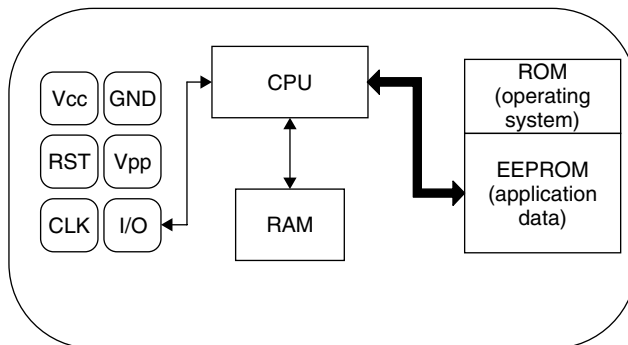 Vcc
GND
RST
Vpp
CLK
I/O
CPU
RAM
ROM
(operating
system)
EEPROM
(application
data)